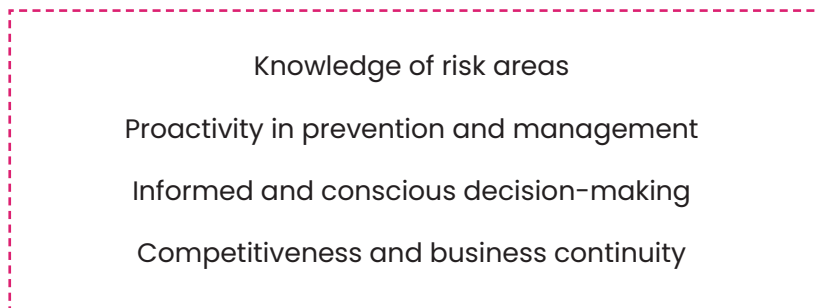 Knowledge of risk areas
Proactivity in prevention and management
Informed and conscious decision-making
Competitiveness and business continuity